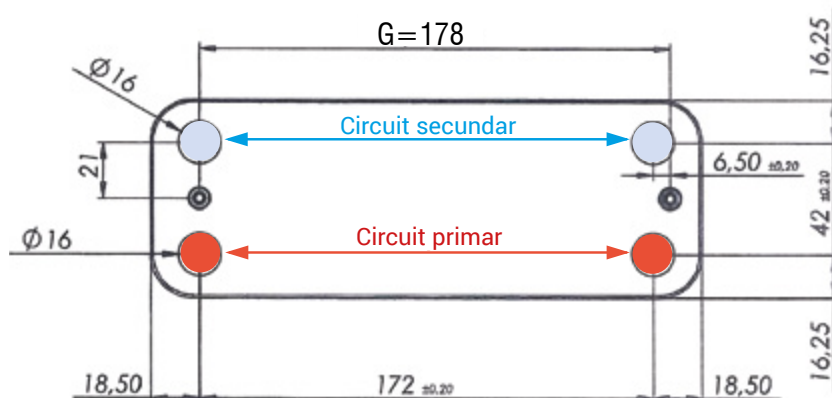 G=178
16,25
Ø16
Circuit secundar
21
6,50 ±0,20
42 ±0,20
Ø16
Circuit primar
16,25
18,50
172 ±0,20
18,50